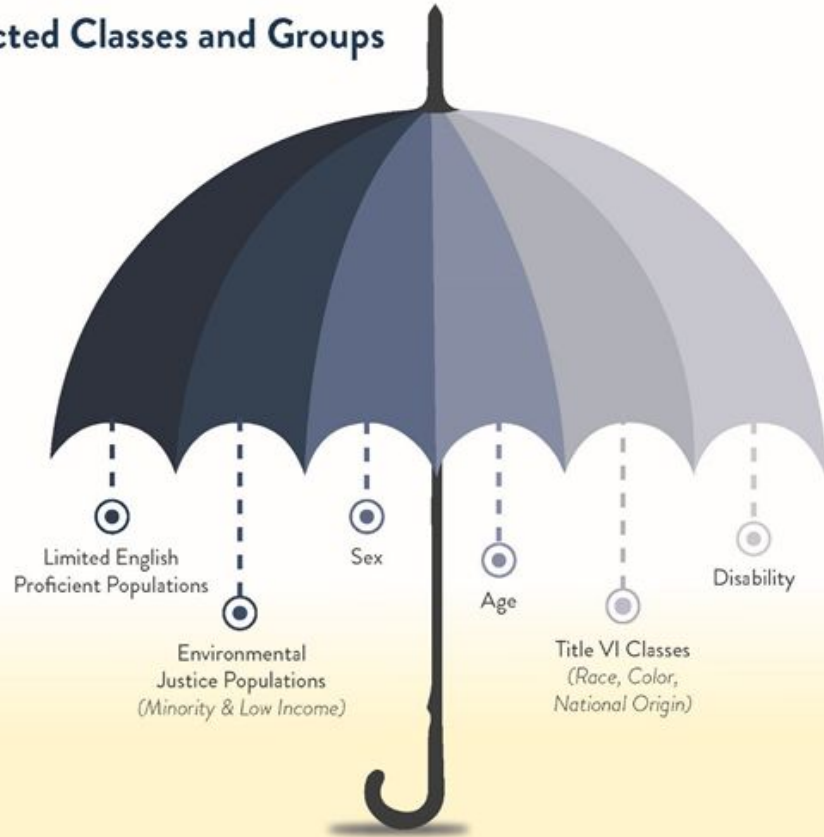 cted Classes and Groups
Limited English
Proficient Populations
Environmental
Justice Populations
(Minority & Low Income)
Sex
Age
Title VI Classes
(Race, Color,
National Origin)
Disability